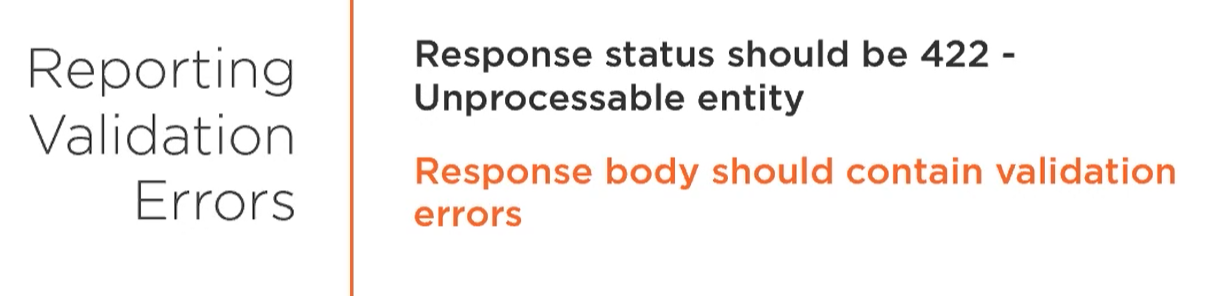 Reporting
Validation
Errors
Response status should be 422 -
Unprocessable entity
Response body should contain validation
errors